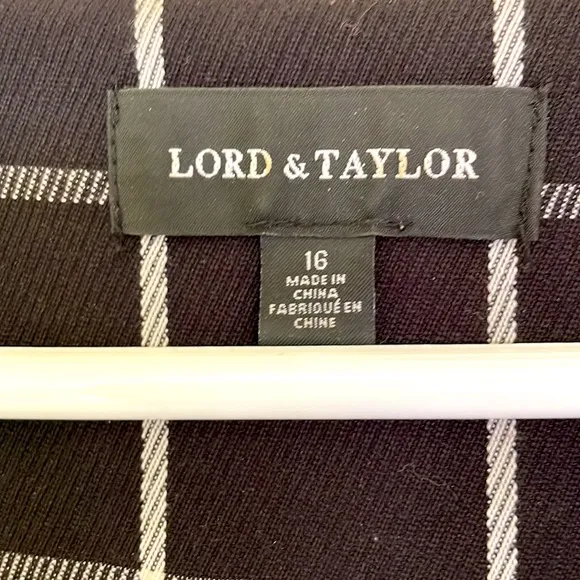 LORD & TAYLOR
16
MADE IN
CHINA
FABRIQUÉ EN
CHINE